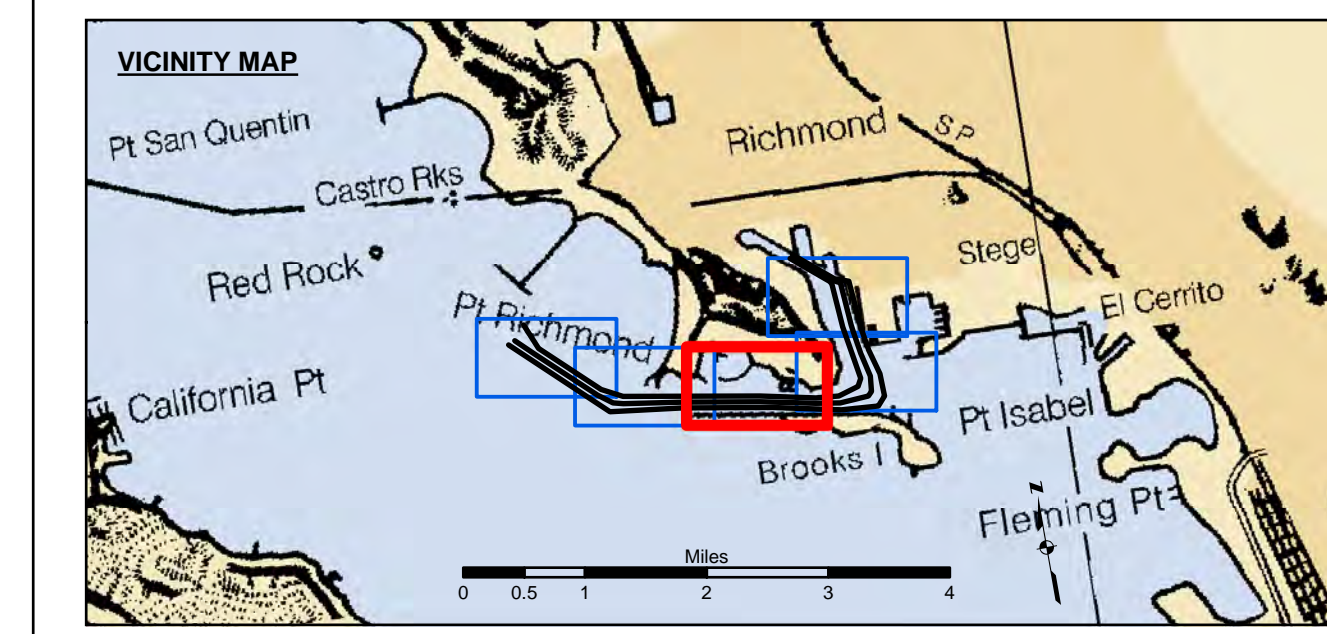 VICINITY MAP
Pt San Quentin
Richmond
SP
Castro Rks
Stege
Red Rock
El Cerrito
Pt Richmond
California Pt
Pt Isabel
Brooks I
Fleming Pt
N
Miles
0 0.5 1 2 3 4